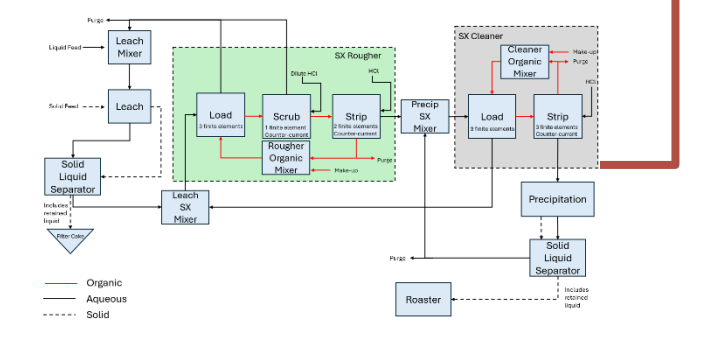 Purge
Liquid Feed
Leach
Mixer
Solid Feed
Leach
Solid
Liquid
Separator
Includes
retained
liquid
Filter Cake
Leach
SX
Mixer
SX Rougher
Dilute HCl
HCl
Load
finite elements
Scrub
1 finite element
Counter-current
Strip
2 finite elements
Counter-current
Rougher
Organic
Mixer
Purge
Make-up
Precip
SX
Mixer
SX Cleaner
Cleaner
Organic
Mixer
Make-up
Purge
HCl
Load
3 finite elements
Strip
3 finite elements
Counter-current
Precipitation
Solid
Liquid
Separator
Purge
Includes
retained
liquid
Roaster
Organic
Aqueous
Solid